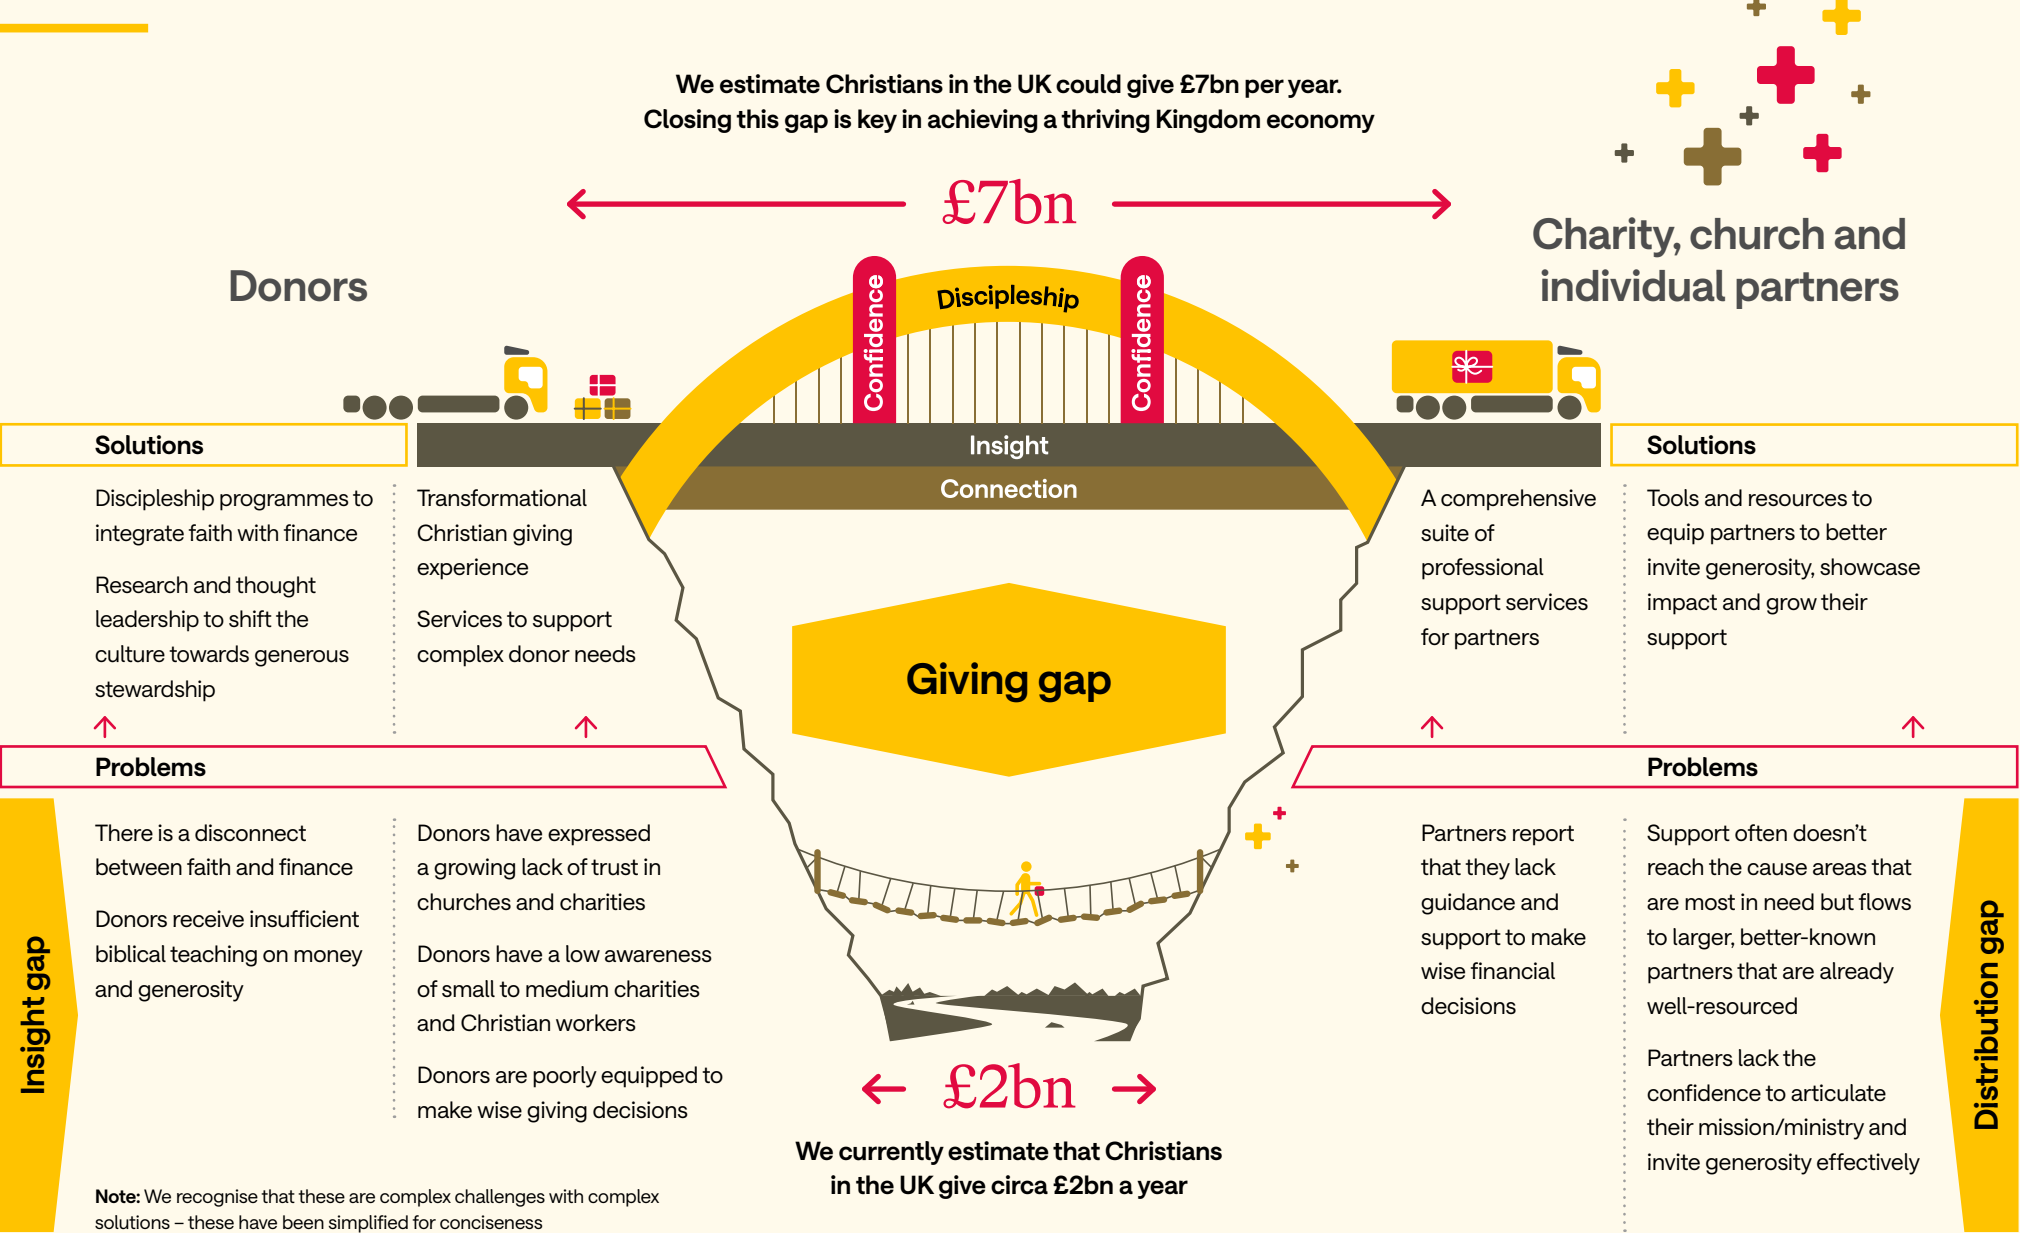 We estimate Christians in the UK could give £7bn per year.
Closing this gap is key in achieving a thriving Kingdom economy
£7bn
Donors
Charity, church and
individual partners
Discipleship
Confidence
Confidence
Insight
Connection
Solutions
Discipleship programmes to
integrate faith with finance
Research and thought
leadership to shift the
culture towards generous
stewardship
Transformational
Christian giving
experience
Services to support
complex donor needs
Solutions
A comprehensive
suite of
professional
support services
for partners
Tools and resources to
equip partners to better
invite generosity, showcase
impact and grow their
support
Giving gap
Problems
Insight gap
There is a disconnect
between faith and finance
Donors receive insufficient
biblical teaching on money
and generosity
Donors have expressed
a growing lack of trust in
churches and charities
Donors have a low awareness
of small to medium charities
and Christian workers
Donors are poorly equipped to
make wise giving decisions
Problems
Partners report
that they lack
guidance and
support to make
wise financial
decisions
Support often doesn't
reach the cause areas that
are most in need but flows
to larger, better-known
partners that are already
well-resourced
Partners lack the
confidence to articulate
their mission/ministry and
invite generosity effectively
Distribution gap
£2bn
We currently estimate that Christians
in the UK give circa £2bn a year
Note: We recognise that these are complex challenges with complex
solutions – these have been simplified for conciseness